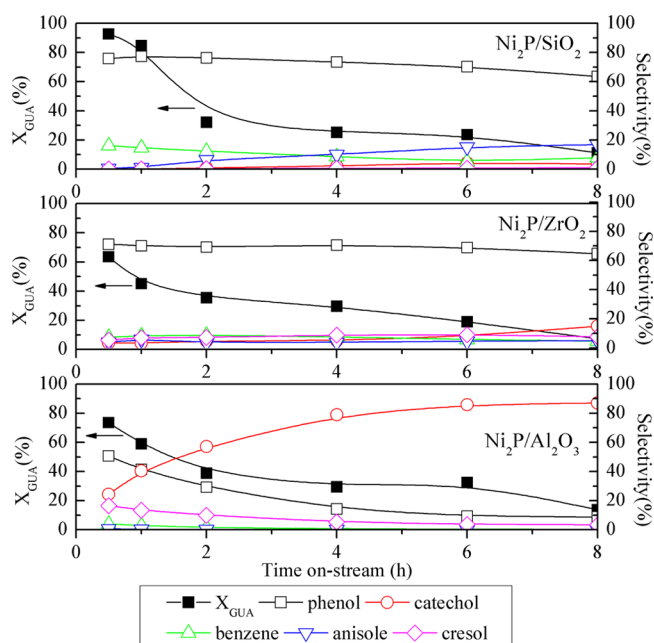 Ni₂P/SiO₂
100
80
60
40
20
0
X_GUA(%)
100
80
60
40
20
0
Selectivity(%)
0 2 4 6 8
Ni₂P/ZrO₂
100
80
60
40
20
0
X_GUA(%)
100
80
60
40
20
0
Selectivity(%)
0 2 4 6 8
Ni₂P/Al₂O₃
100
80
60
40
20
0
X_GUA(%)
100
80
60
40
20
0
Selectivity(%)
0 2 4 6 8
Time on-stream (h)
X_GUA phenol catechol
benzene anisole cresol